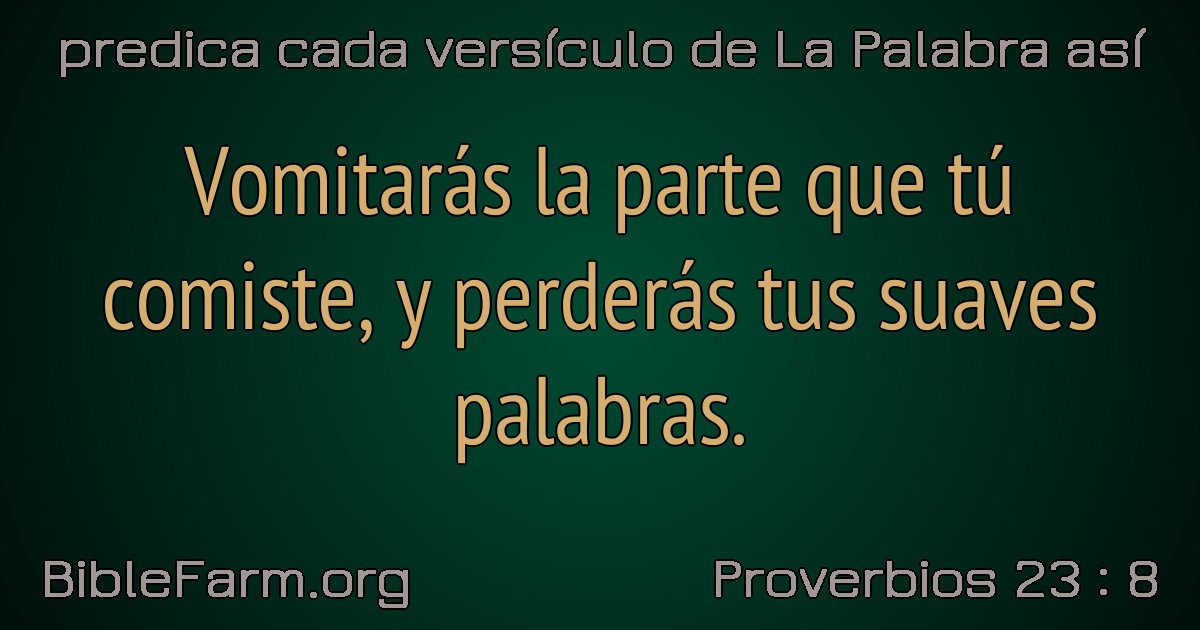 predica cada versículo de La Palabra así
Vomitarás la parte que tú
comiste, y perderás tus suaves
palabras.
BibleFarm.org
Proverbios 23 : 8